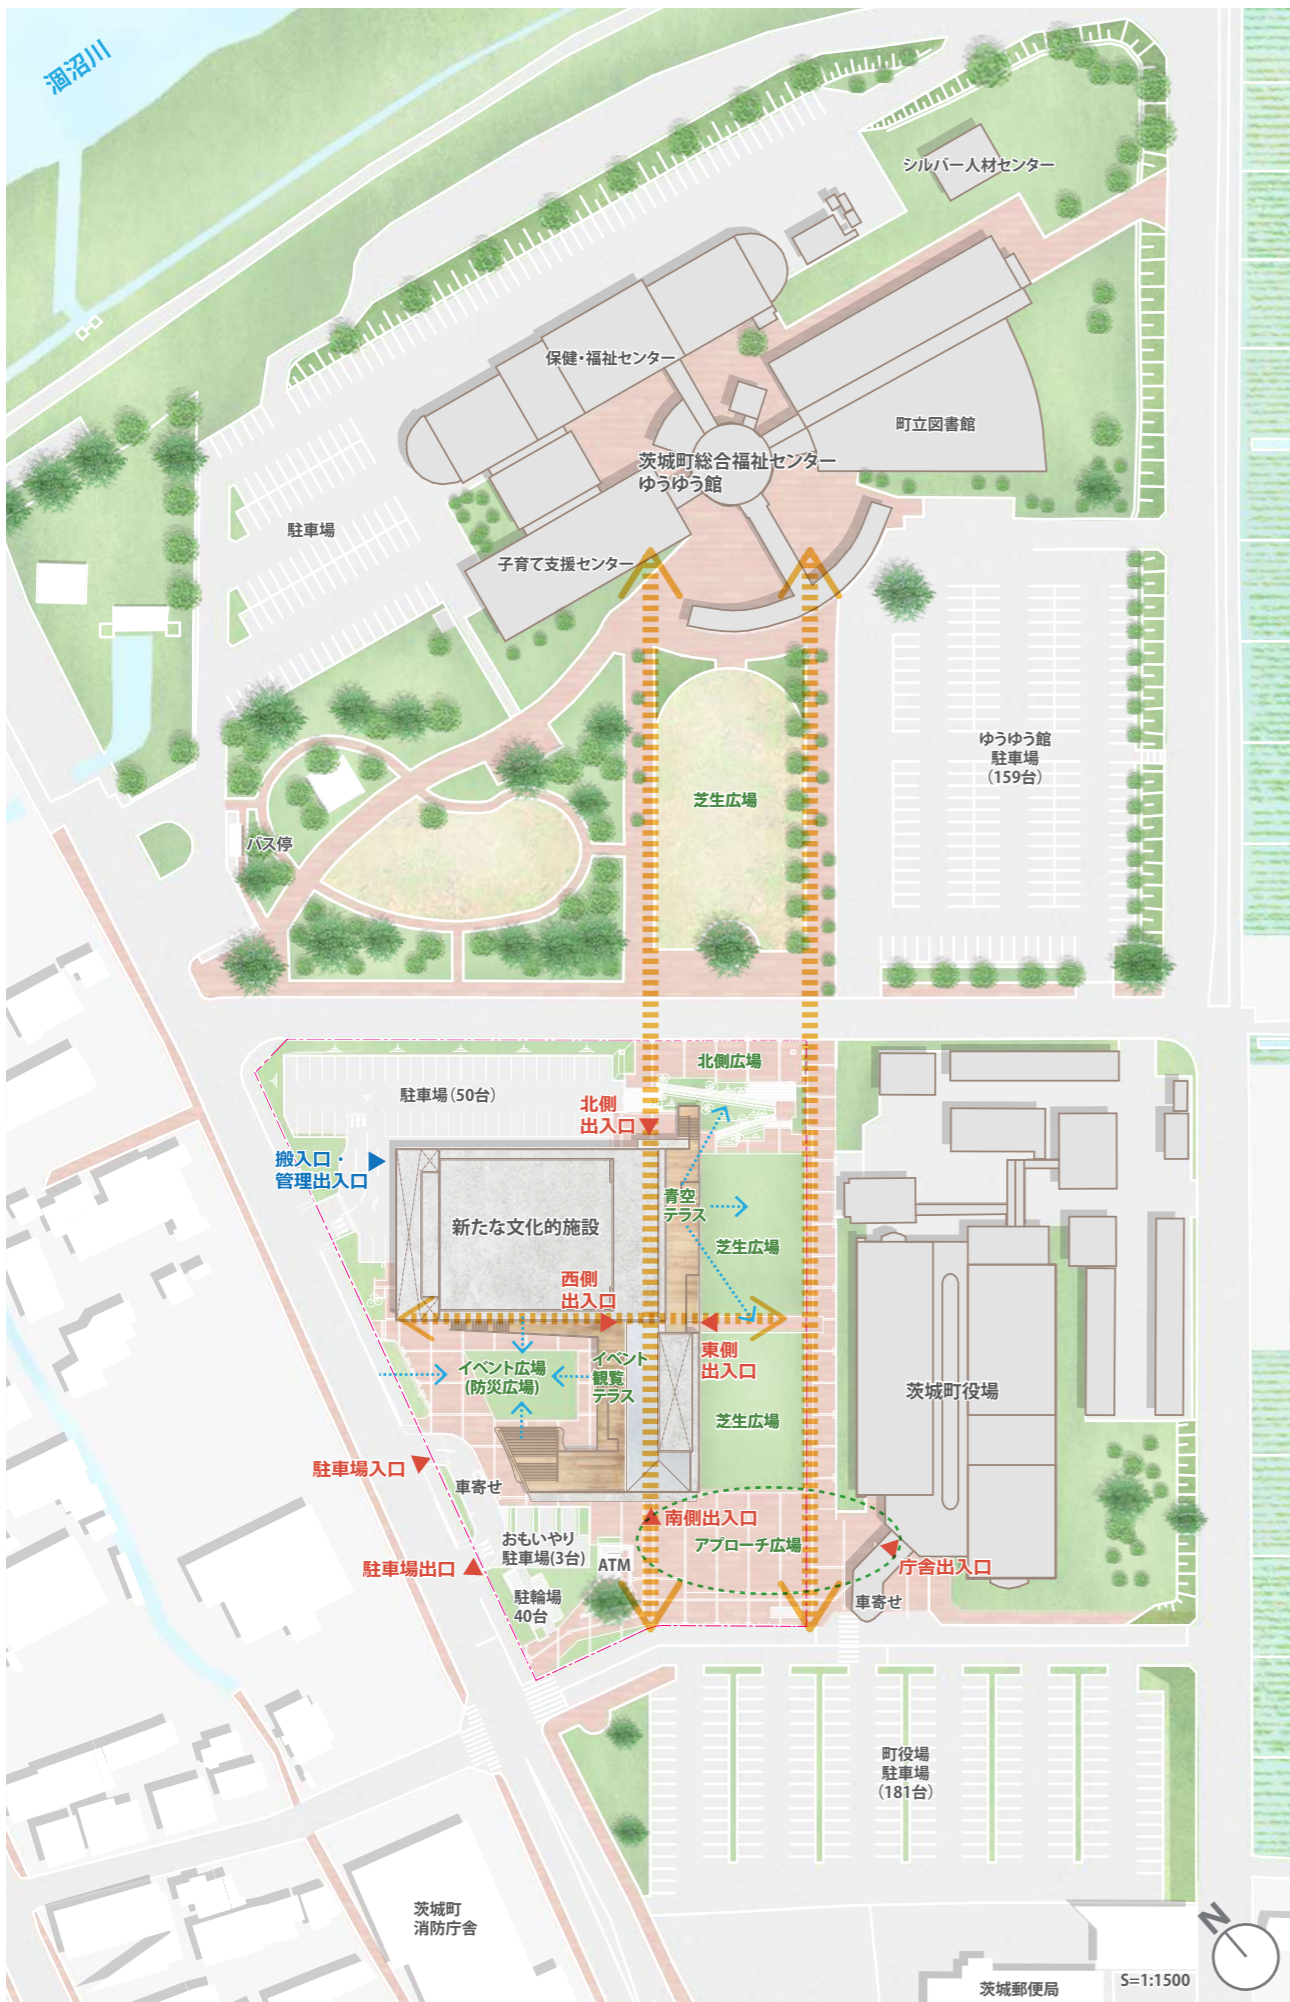 涸沼川
シルバー人材センター
保健・福祉センター
町立図書館
茨城町総合福祉センター
ゆうゆう館
駐車場
子育て支援センター
ゆうゆう館
駐車場
（159台）
芝生広場
バス停
北側広場
駐車場（50台）
北側
出入口
搬入口・
管理出入口
青空
テラス
新たな文化的施設
芝生広場
西側
出入口
東側
出入口
イベント広場
(防災広場)
イベント
観覧
テラス
茨城町役場
芝生広場
駐車場入口
車寄せ
南側出入口
おもいやり
駐車場(3台)
アプローチ広場
ATM
駐車場出口
庁舎出入口
駐輪場
40台
車寄せ
町役場
駐車場
（181台）
茨城町
消防庁舎
N
S=1:1500
茨城郵便局